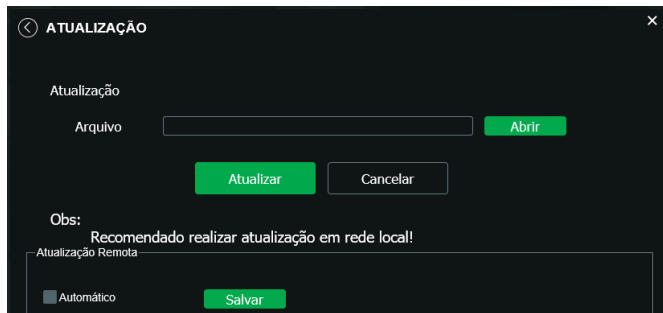 ATUALIZAÇÃO
Atualização
Arquivo Abrir
Atualizar Cancelar
Obs:
Recomendado realizar atualização em rede local!
Atualização Remota
Automático Salvar